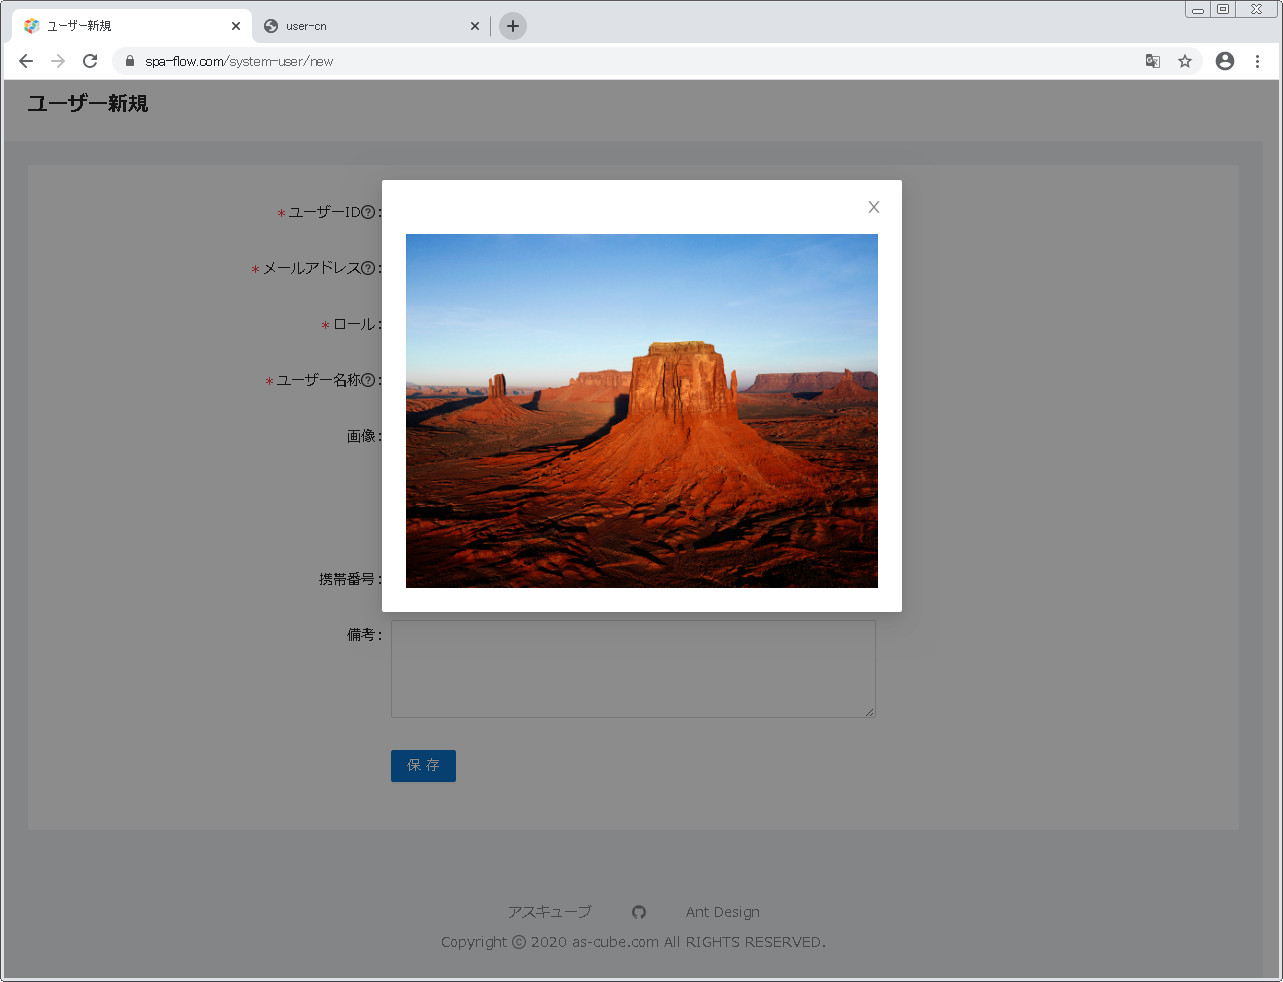 ユーザー新規
user-cn
spa-flow.com/system-user/new
ユーザー新規
* ユーザーID:
* メールアドレス:
* ロール:
* ユーザー名称:
画像:
携帯番号:
備考:
保 存
アスキューブ Ant Design
Copyright © 2020 as-cube.com All RIGHTS RESERVED.